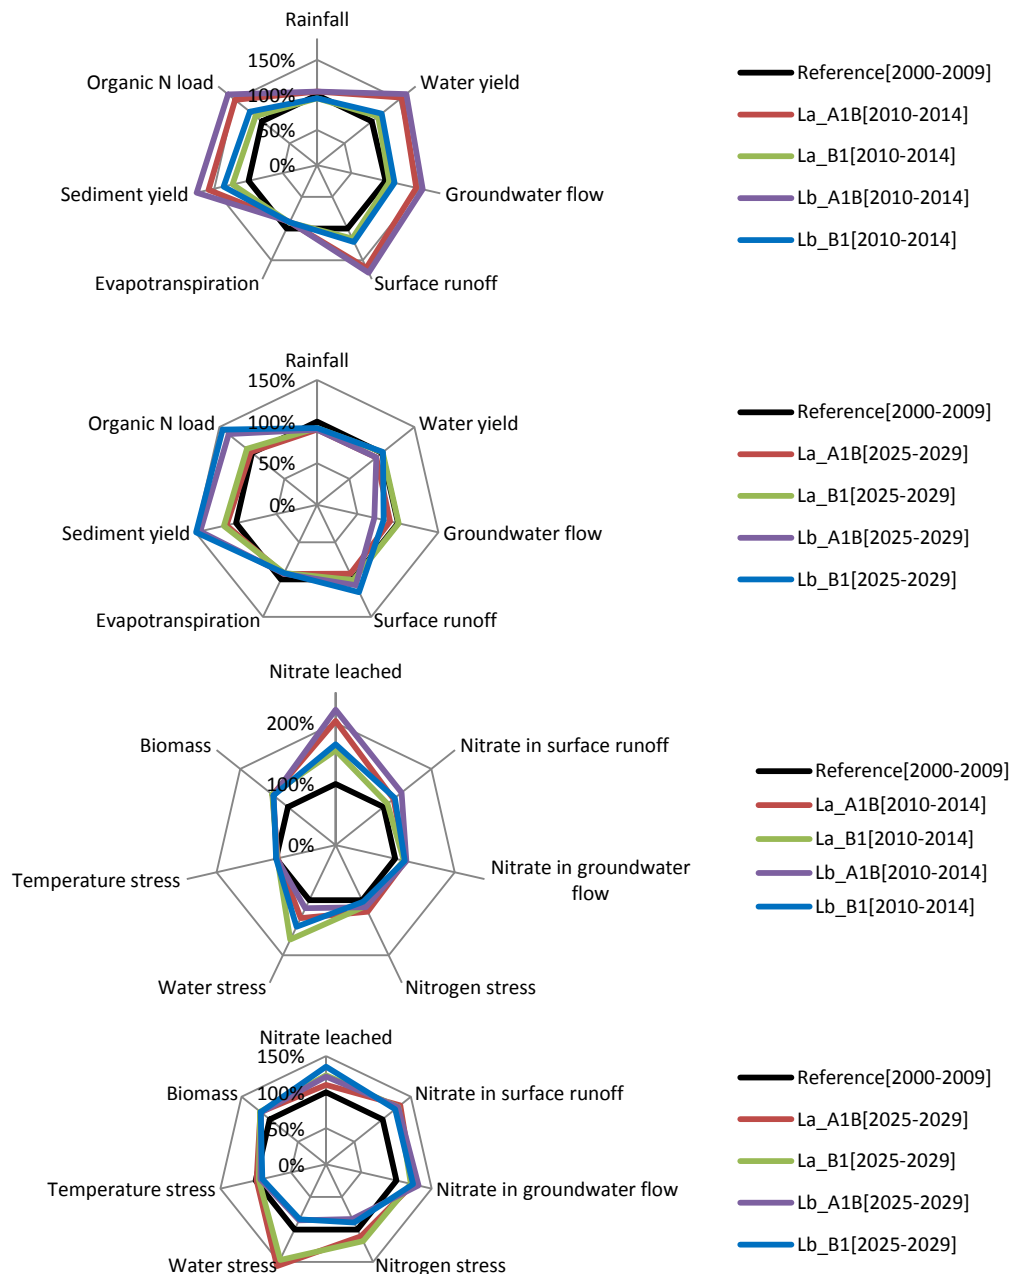 Rainfall
150%
Organic N load
Water yield
100%
50%
0%
Sediment yield
Groundwater flow
Evapotranspiration
Surface runoff
Reference[2000-2009]
La_A1B[2010-2014]
La_B1[2010-2014]
Lb_A1B[2010-2014]
Lb_B1[2010-2014]
Rainfall
150%
Organic N load
Water yield
100%
50%
0%
Sediment yield
Groundwater flow
Evapotranspiration
Surface runoff
Reference[2000-2009]
La_A1B[2025-2029]
La_B1[2025-2029]
Lb_A1B[2025-2029]
Lb_B1[2025-2029]
Nitrate leached
200%
Biomass
Nitrate in surface runoff
100%
0%
Temperature stress
Nitrate in groundwater
flow
Water stress
Nitrogen stress
Reference[2000-2009]
La_A1B[2010-2014]
La_B1[2010-2014]
Lb_A1B[2010-2014]
Lb_B1[2010-2014]
Nitrate leached
150%
Biomass
Nitrate in surface runoff
100%
50%
0%
Temperature stress
Nitrate in groundwater flow
Water stress
Nitrogen stress
Reference[2000-2009]
La_A1B[2025-2029]
La_B1[2025-2029]
Lb_A1B[2025-2029]
Lb_B1[2025-2029]